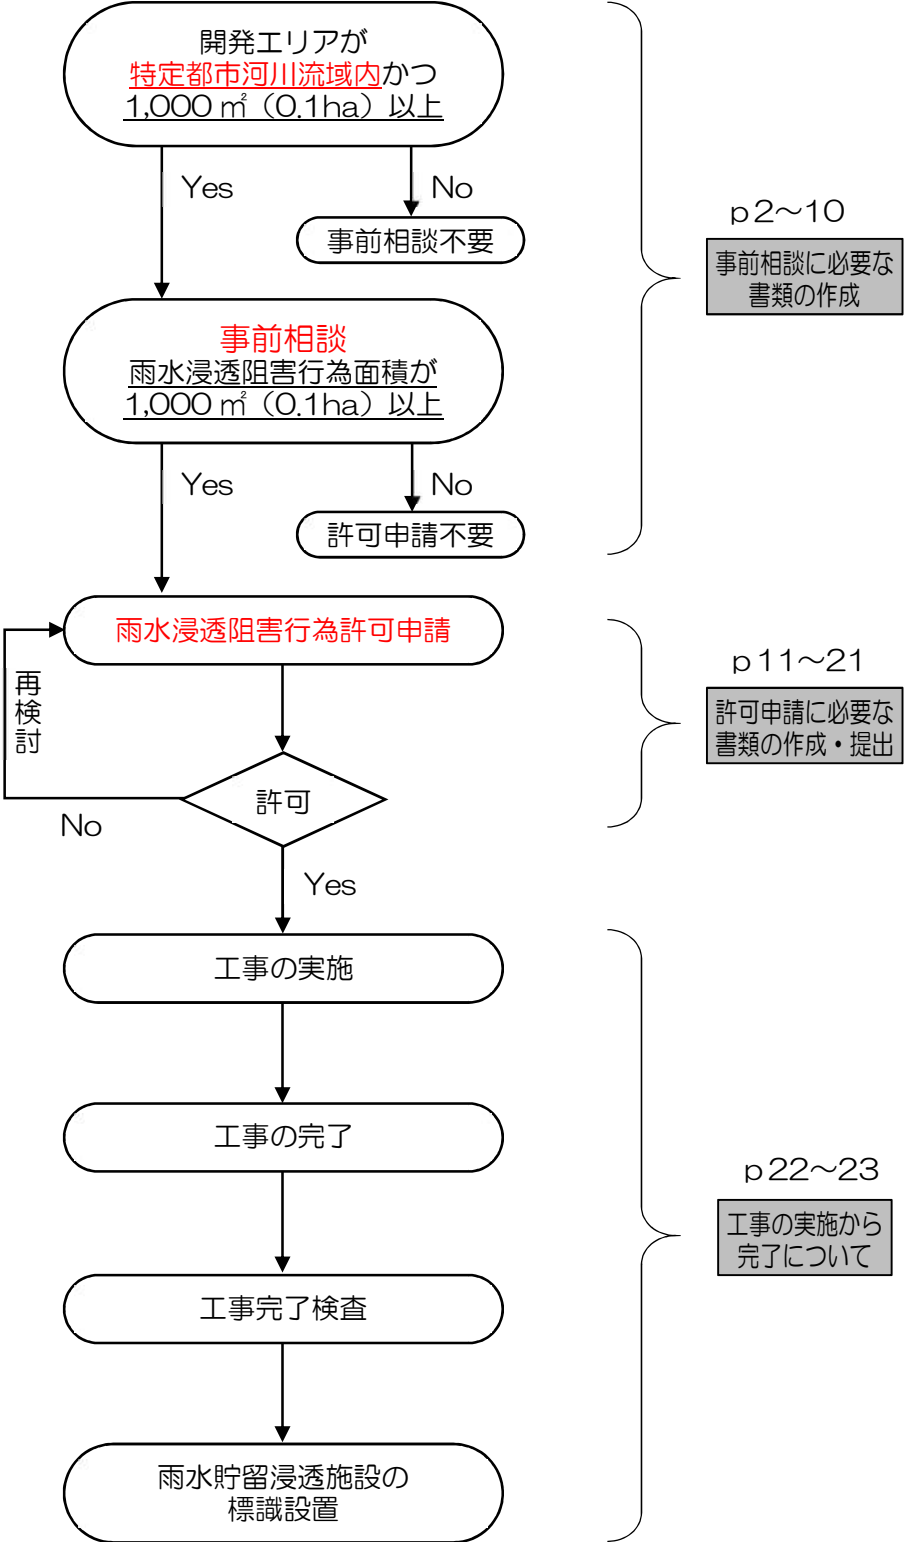 開発エリアが
特定都市河川流域内かつ
1,000㎡（0.1ha）以上
Yes
No
事前相談不要
p2～10
事前相談に必要な
書類の作成
事前相談
雨水浸透阻害行為面積が
1,000㎡（0.1ha）以上
Yes
No
許可申請不要
雨水浸透阻害行為許可申請
再検討
p11～21
許可申請に必要な
書類の作成・提出
許可
No
Yes
工事の実施
工事の完了
p22～23
工事の実施から
完了について
工事完了検査
雨水貯留浸透施設の
標識設置